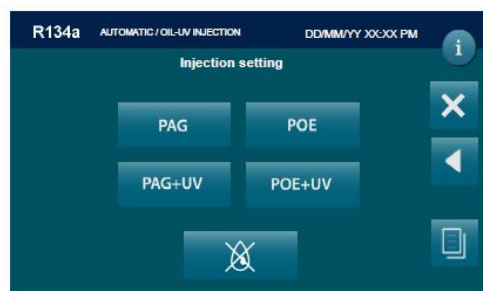 R134a AUTOMATIC / OIL-UV INJECTION DD/MM/YY XX:XX PM
i
Injection setting
PAG POE
PAG+UV POE+UV